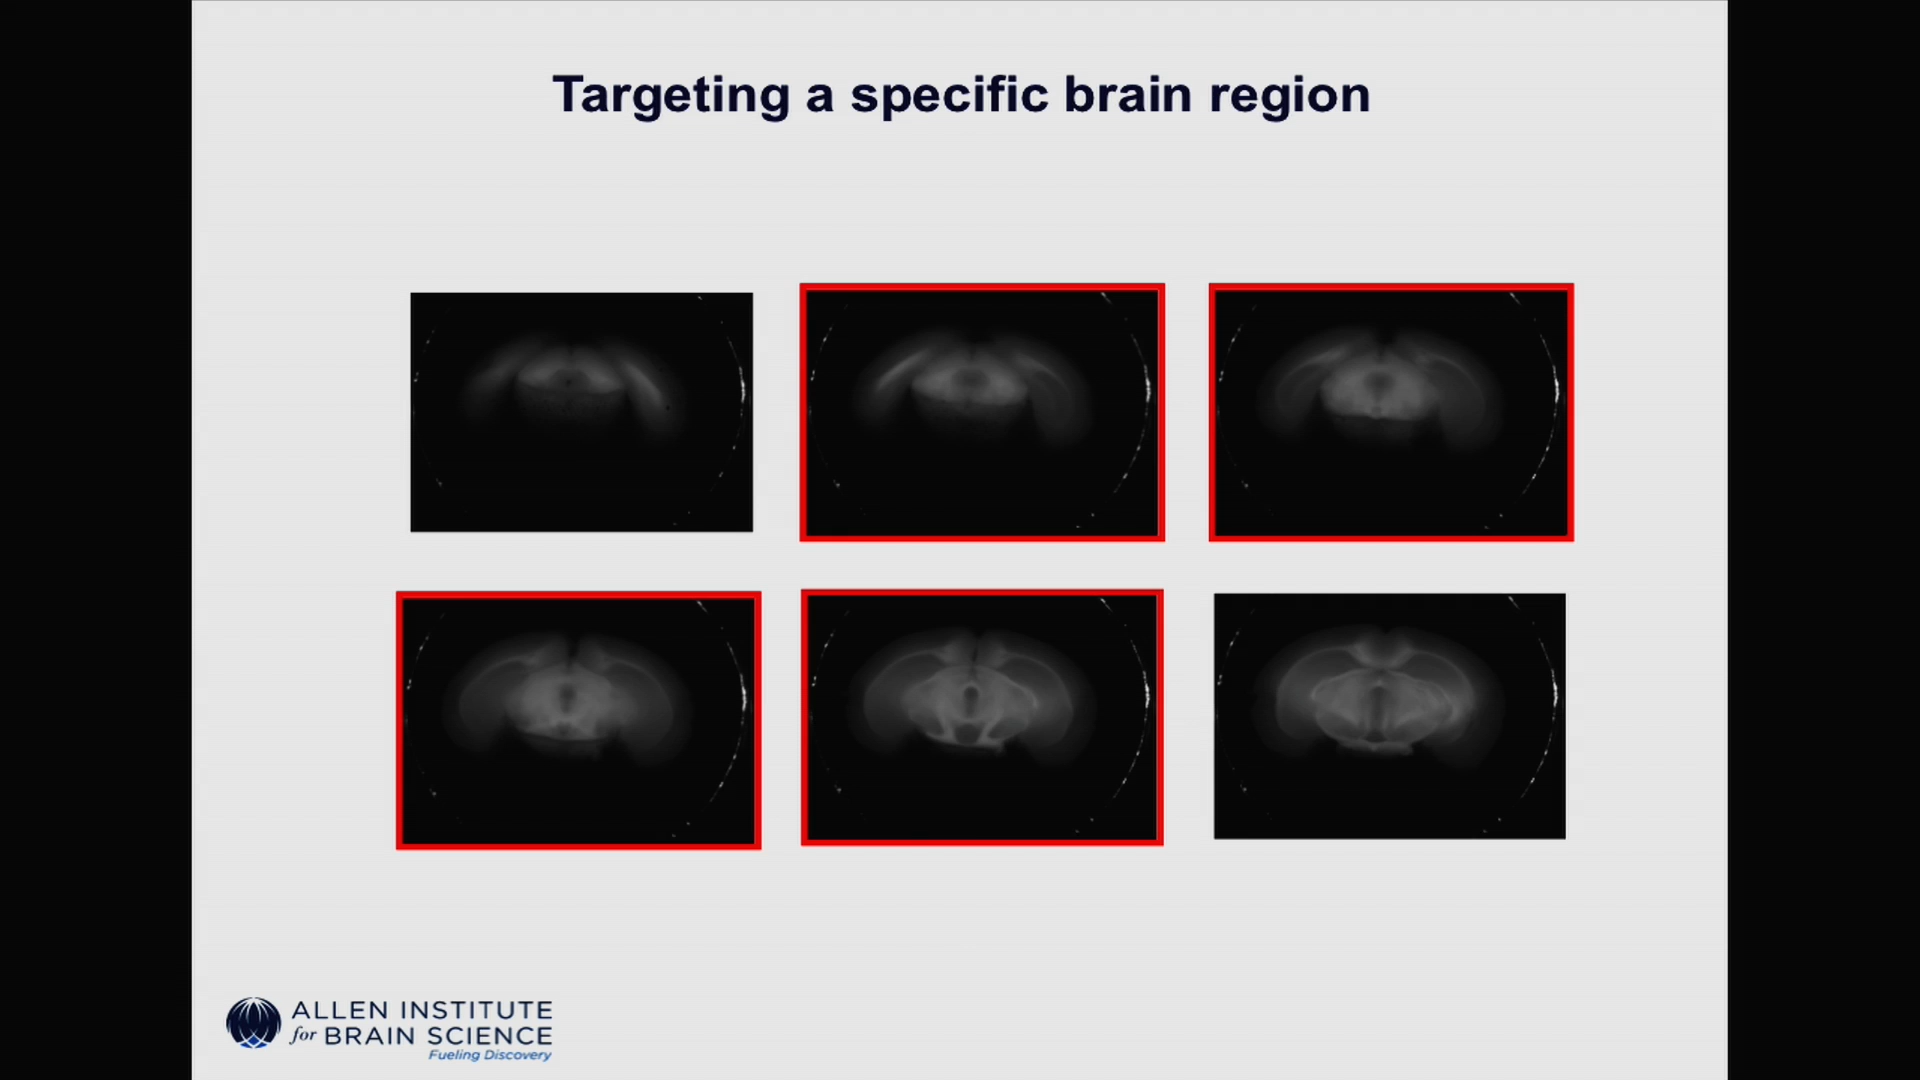 Targeting a specific brain region
ALLEN INSTITUTE
for BRAIN SCIENCE
Fueling Discovery